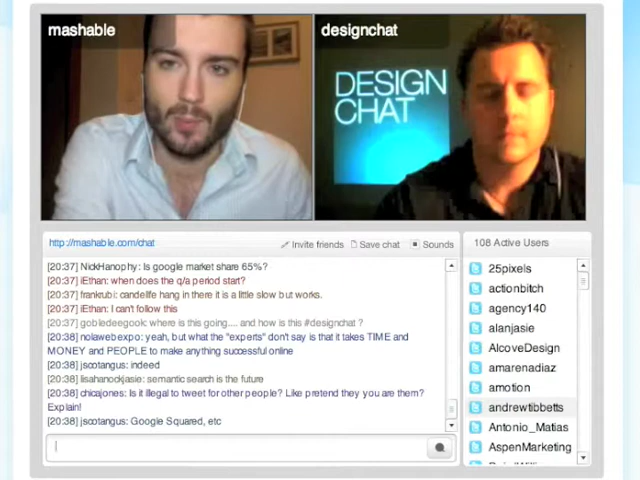 mashable
designchat
DESIGN
CHAT
http://mashable.com/chat
Invite friends
Save chat
Sounds
108 Active Users
[20:37] NickHanophy: Is google market share 65%?
[20:37] iEthan: when does the q/a period start?
[20:37] frankrubi: candelife hang in there it is a little slow but works.
[20:37] iEthan: I can't follow this
[20:37] gobledeegook: where is this going.... and how is this #designchat ?
[20:38] nolawebexpo: yeah, but what the "experts" don't say is that it takes TIME and
MONEY and PEOPLE to make anything successful online
[20:38] jscotangus: indeed
[20:38] lisahanockjasie: semantic search is the future
[20:38] chicajones: Is it illegal to tweet for other people? Like pretend they you are them?
Explain!
[20:38] jscotangus: Google Squared, etc
25pixels
actionbitch
agency140
alanjasie
AlcoveDesign
amarenadiaz
amotion
andrewtibbetts
Antonio_Matias
AspenMarketing